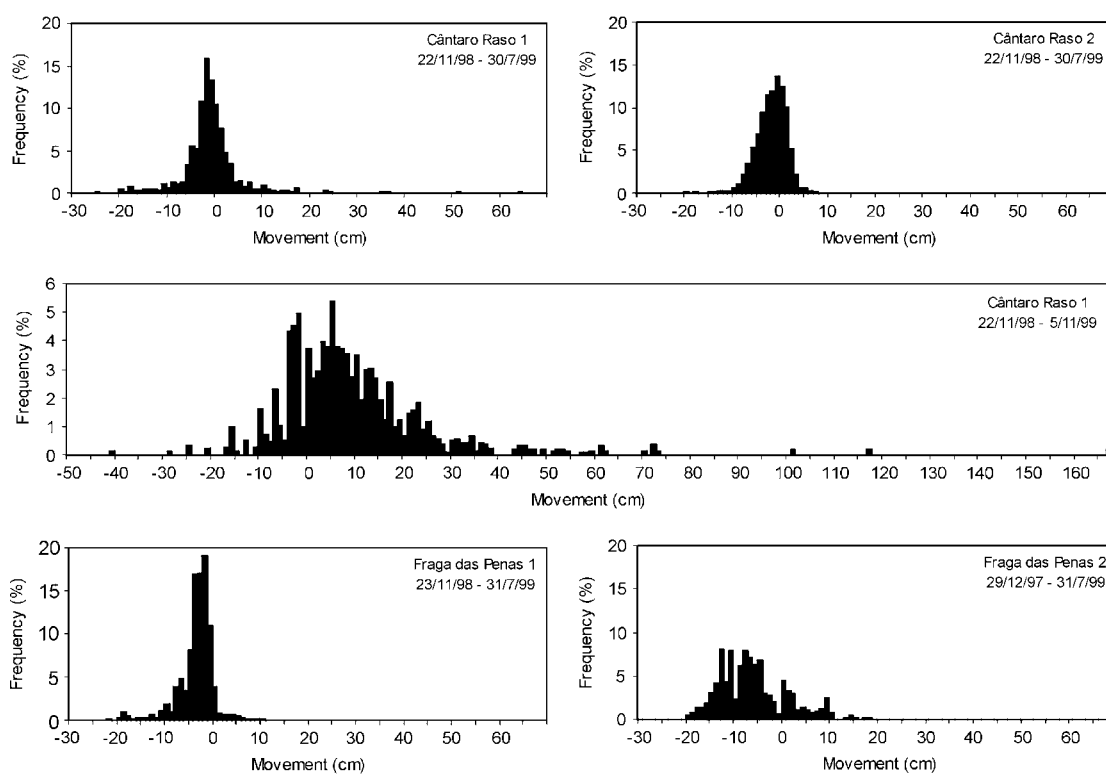 20
15
10
5
0
Frequency (%)
Cântaro Raso 1
22/11/98 - 30/7/99
-30 -20 -10 0 10 20 30 40 50 60
Movement (cm)
20
15
10
5
0
Frequency (%)
Cântaro Raso 2
22/11/98 - 30/7/99
-30 -20 -10 0 10 20 30 40 50 60
Movement (cm)
6
5
4
3
2
1
0
Frequency (%)
Cântaro Raso 1
22/11/98 - 5/11/99
-50 -40 -30 -20 -10 0 10 20 30 40 50 60 70 80 90 100 110 120 130 140 150 160
Movement (cm)
20
15
10
5
0
Frequency (%)
Fraga das Penas 1
23/11/98 - 31/7/99
-30 -20 -10 0 10 20 30 40 50 60
Movement (cm)
20
15
10
5
0
Frequency (%)
Fraga das Penas 2
29/12/97 - 31/7/99
-30 -20 -10 0 10 20 30 40 50 60
Movement (cm)